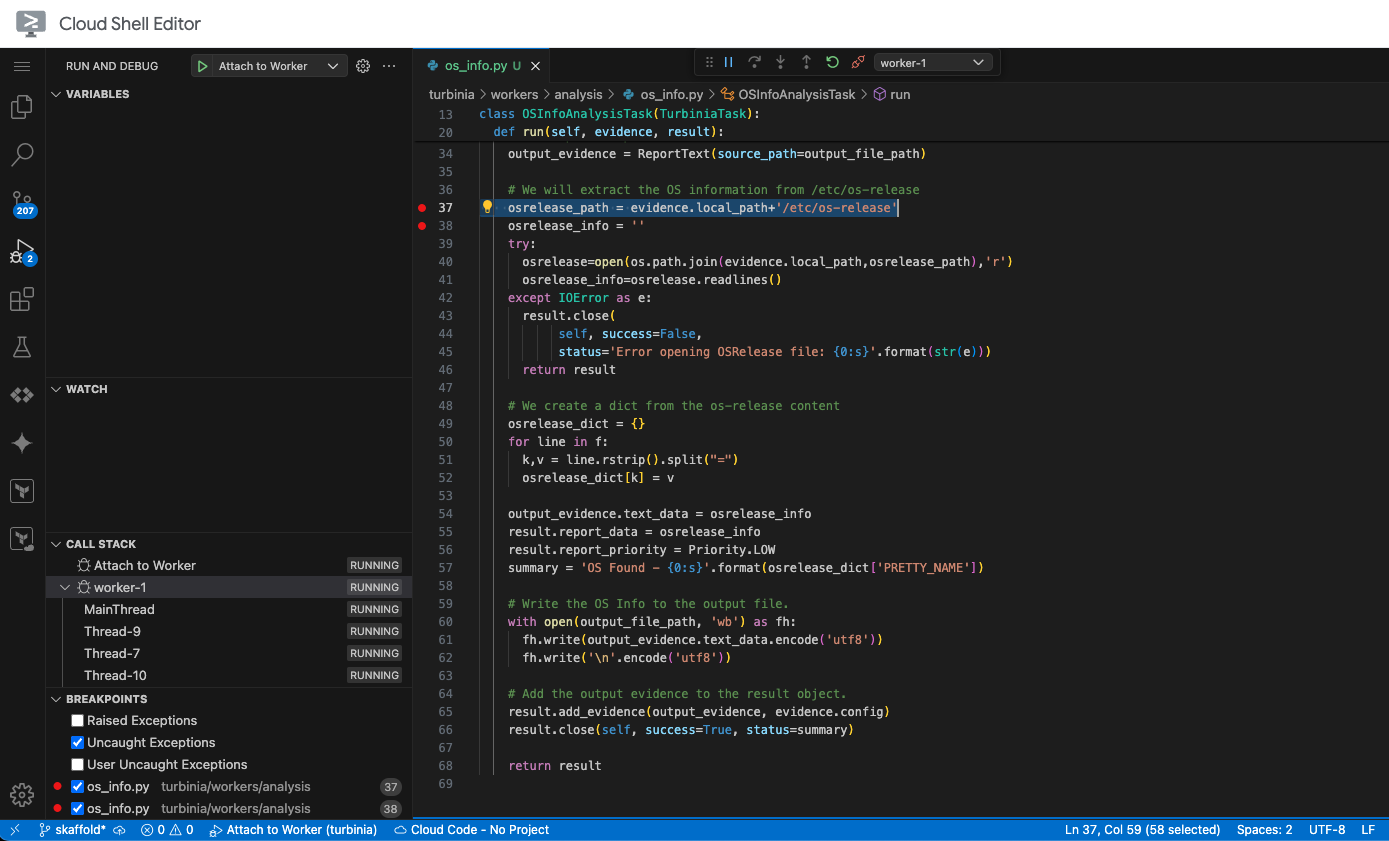 Cloud Shell Editor
RUN AND DEBUG
Attach to Worker
VARIABLES
WATCH
CALL STACK
Attach to Worker RUNNING
worker-1 RUNNING
MainThread RUNNING
Thread-9 RUNNING
Thread-7 RUNNING
Thread-10 RUNNING
BREAKPOINTS
Raised Exceptions
Uncaught Exceptions
User Uncaught Exceptions
os_info.py turbinia/workers/analysis 37
os_info.py turbinia/workers/analysis 38
207
2
os_info.py U
worker-1
turbinia > workers > analysis > os_info.py > OSInfoAnalysisTask > run
13 class OSInfoAnalysisTask(TurbiniaTask):
20   def run(self, evidence, result):
34     output_evidence = ReportText(source_path=output_file_path)
35
36     # We will extract the OS information from /etc/os-release
37     osrelease_path = evidence.local_path+'/etc/os-release'
38     osrelease_info = ''
39     try:
40       osrelease=open(os.path.join(evidence.local_path,osrelease_path),'r')
41       osrelease_info=osrelease.readlines()
42     except IOError as e:
43       result.close(
44            self, success=False,
45            status='Error opening OSRelease file: {0:s}'.format(str(e)))
46       return result
47
48     # We create a dict from the os-release content
49     osrelease_dict = {}
50     for line in f:
51       k,v = line.rstrip().split("=")
52       osrelease_dict[k] = v
53
54     output_evidence.text_data = osrelease_info
55     result.report_data = osrelease_info
56     result.report_priority = Priority.LOW
57     summary = 'OS Found - {0:s}'.format(osrelease_dict['PRETTY_NAME'])
58
59     # Write the OS Info to the output file.
60     with open(output_file_path, 'wb') as fh:
61       fh.write(output_evidence.text_data.encode('utf8'))
62       fh.write('\n'.encode('utf8'))
63
64     # Add the output evidence to the result object.
65     result.add_evidence(output_evidence, evidence.config)
66     result.close(self, success=True, status=summary)
67
68     return result
69
skaffold* 0 0 Attach to Worker (turbinia) Cloud Code - No Project Ln 37, Col 59 (58 selected) Spaces: 2 UTF-8 LF